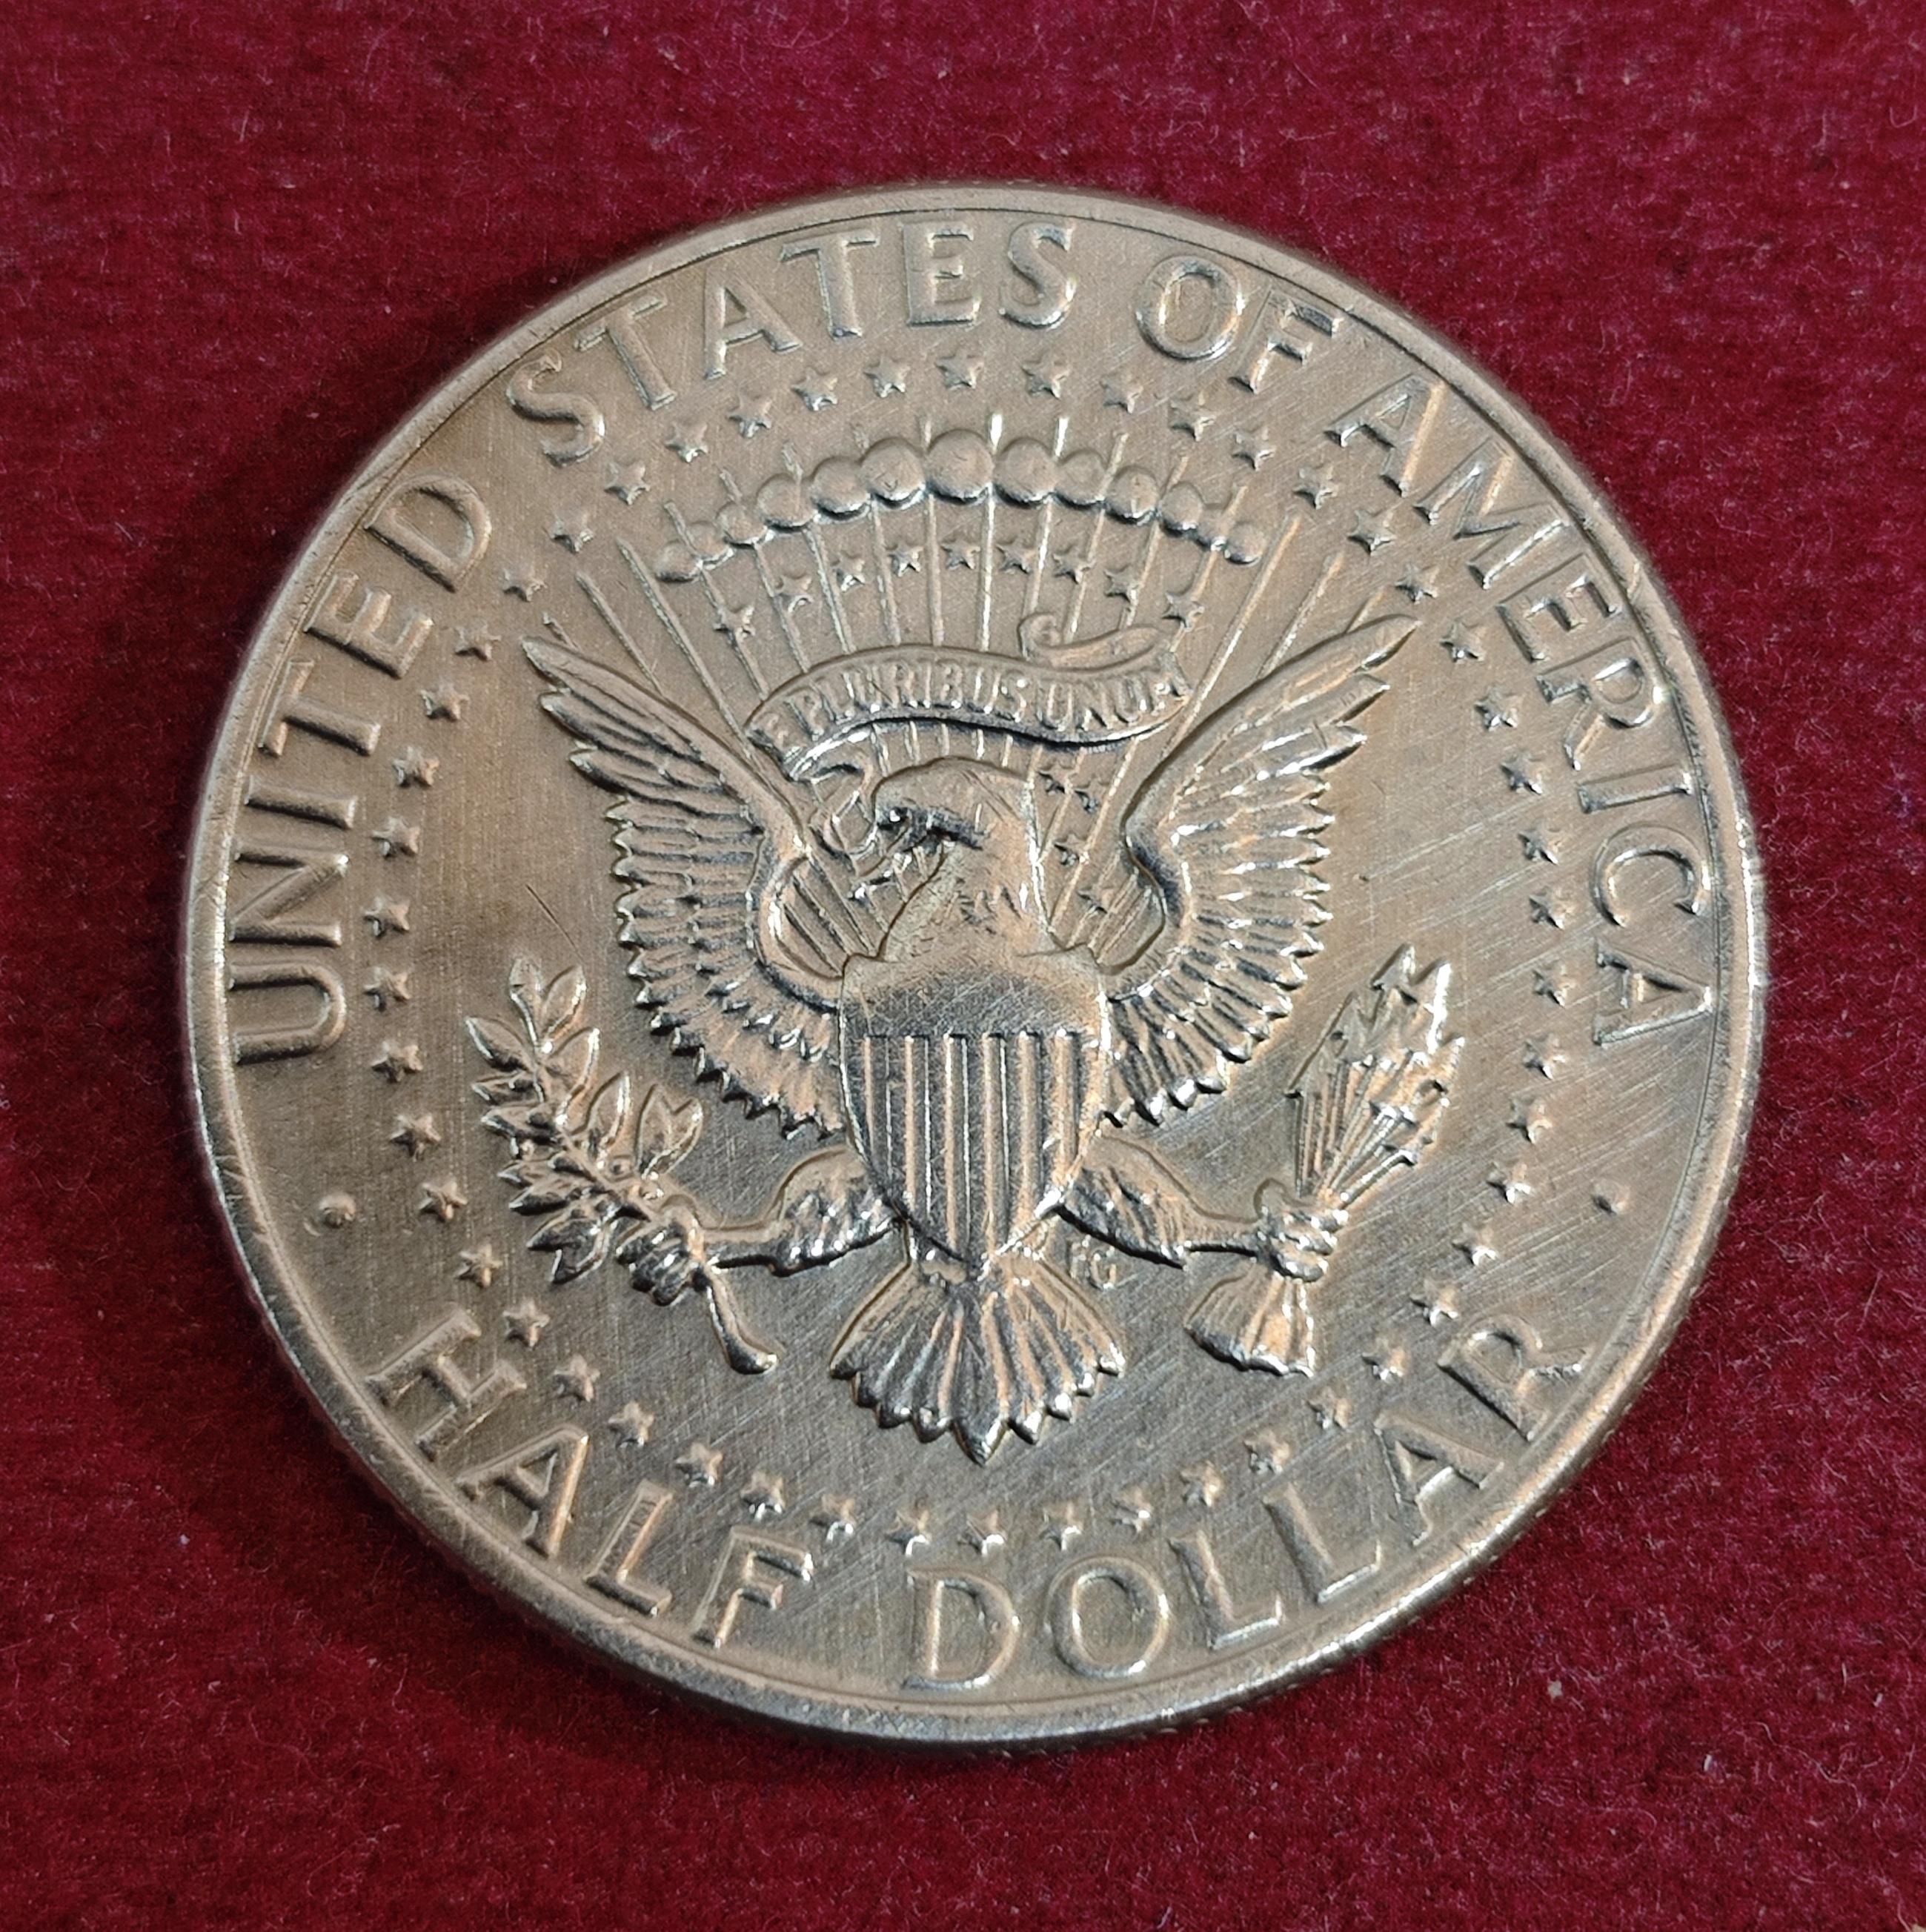 UNITED STATES OF AMERICA
E PLURIBUS UNUM
FG
HALF DOLLAR